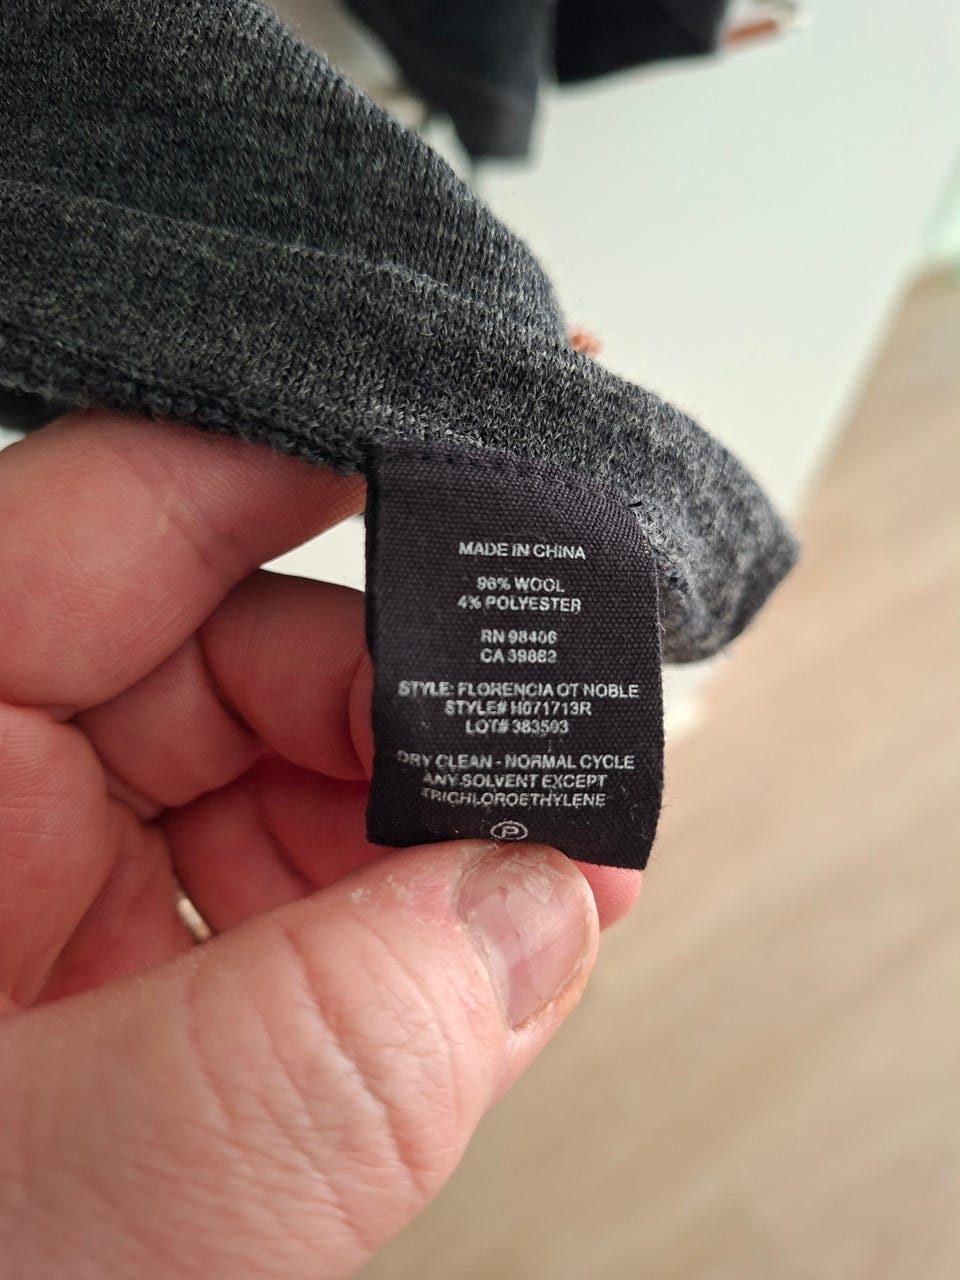 MADE IN CHINA
96% WOOL
4% POLYESTER
RN 98406
CA 39882
STYLE: FLORENCIA OT NOBLE
STYLE# H071713R
LOT# 383503
DRY CLEAN - NORMAL CYCLE
ANY SOLVENT EXCEPT
TRICHLOROETHYLENE
P